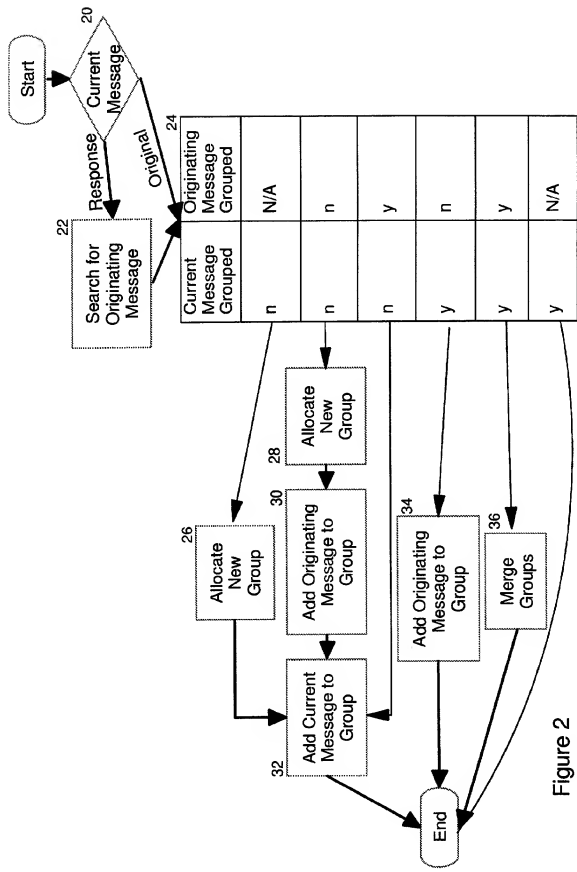 Start
20
Current
Message
Response
Original
22
Search for
Originating
Message
24
Current
Message
Grouped
Originating
Message
Grouped
n
N/A
n
n
n
y
y
n
y
y
y
N/A
26
Allocate
New
Group
28
Allocate
New
Group
30
Add Originating
Message to
Group
32
Add Current
Message to
Group
34
Add Originating
Message to
Group
36
Merge
Groups
End
Figure 2